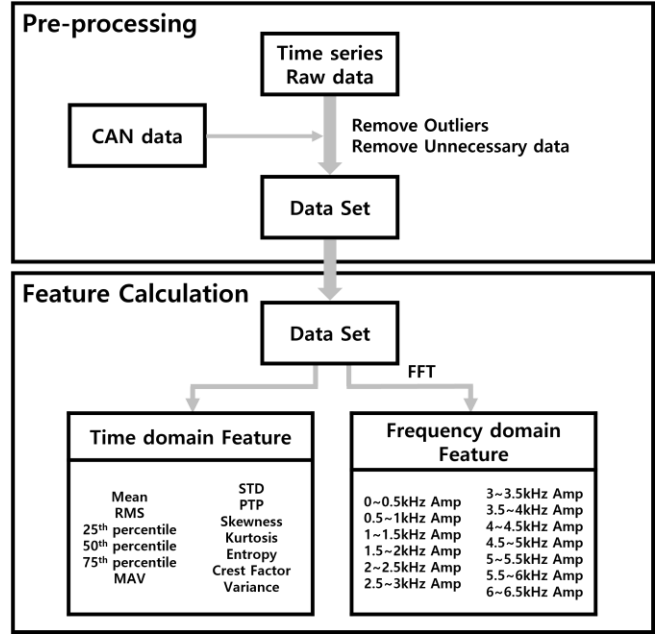 Pre-processing
Time series
Raw data
CAN data
Remove Outliers
Remove Unnecessary data
Data Set
Feature Calculation
Data Set
FFT
Time domain Feature
Mean
RMS
25th percentile
50th percentile
75th percentile
MAV
STD
PTP
Skewness
Kurtosis
Entropy
Crest Factor
Variance
Frequency domain
Feature
0~0.5kHz Amp
0.5~1kHz Amp
1~1.5kHz Amp
1.5~2kHz Amp
2~2.5kHz Amp
2.5~3kHz Amp
3~3.5kHz Amp
3.5~4kHz Amp
4~4.5kHz Amp
4.5~5kHz Amp
5~5.5kHz Amp
5.5~6kHz Amp
6~6.5kHz Amp